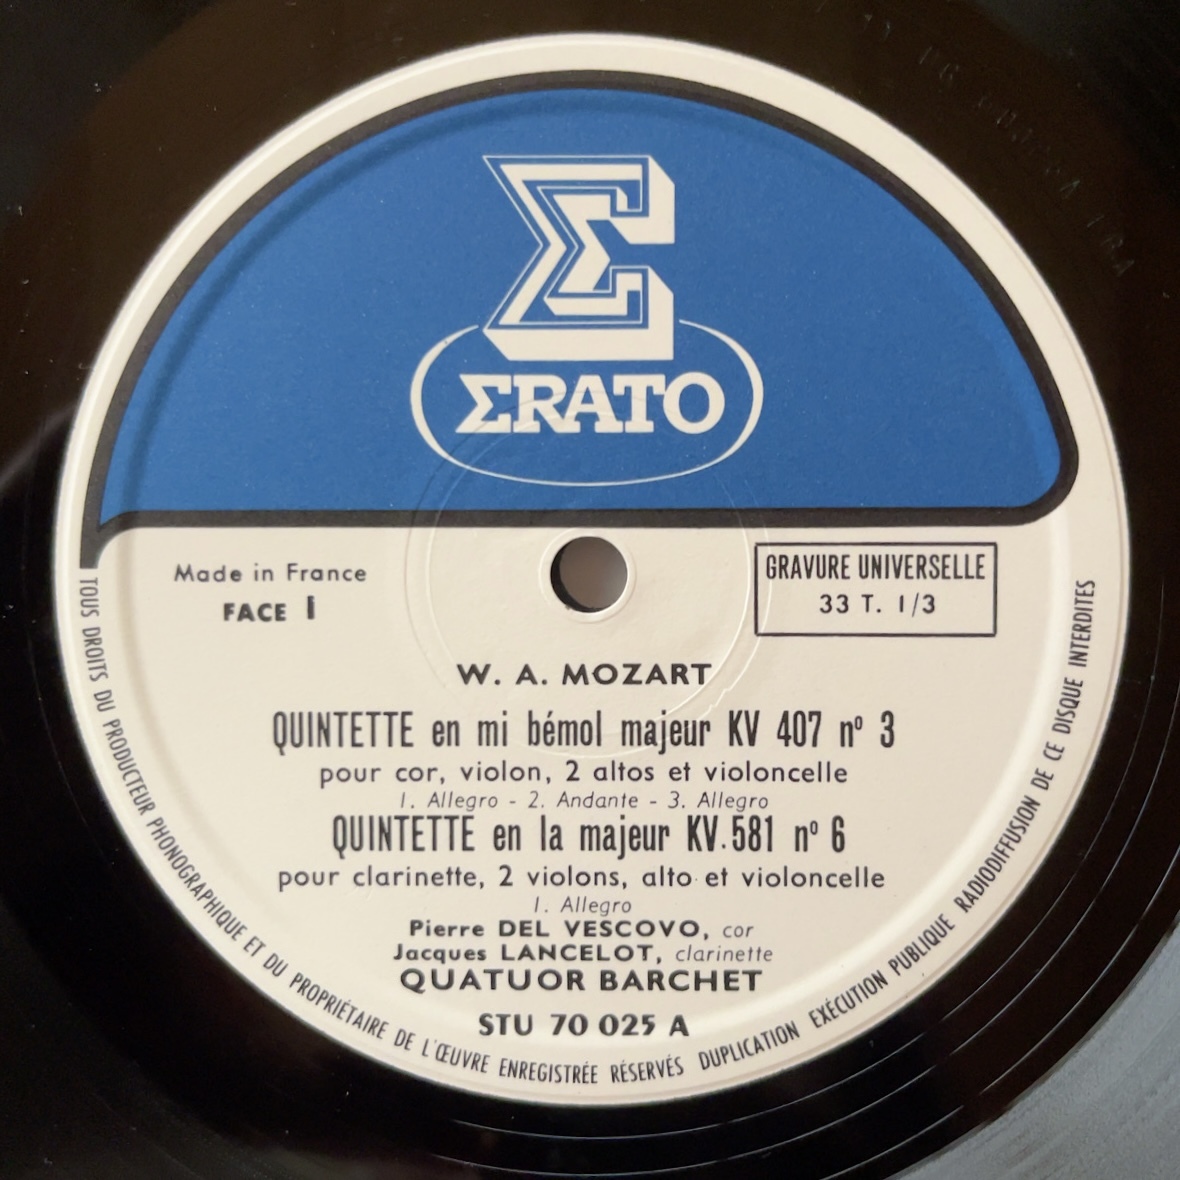 Σ
ΣRATO
Made in France
FACE 1
GRAVURE UNIVERSELLE
33 T. 1/3
W. A. MOZART
QUINTETTE en mi bémol majeur KV 407 nº 3
pour cor, violon, 2 altos et violoncelle
1. Allegro - 2. Andante - 3. Allegro
QUINTETTE en la majeur KV.581 nº 6
pour clarinette, 2 violons, alto et violoncelle
1. Allegro
Pierre DEL VESCOVO, cor
Jacques LANCELOT, clarinette
QUATUOR BARCHET
STU 70 025 A
TOUS DROITS DU PRODUCTEUR PHONOGRAPHIQUE ET DU PROPRIÉTAIRE DE L'ŒUVRE ENREGISTRÉE RÉSERVÉS DUPLICATION EXÉCUTION PUBLIQUE RADIODIFFUSION DE CE DISQUE INTERDITES